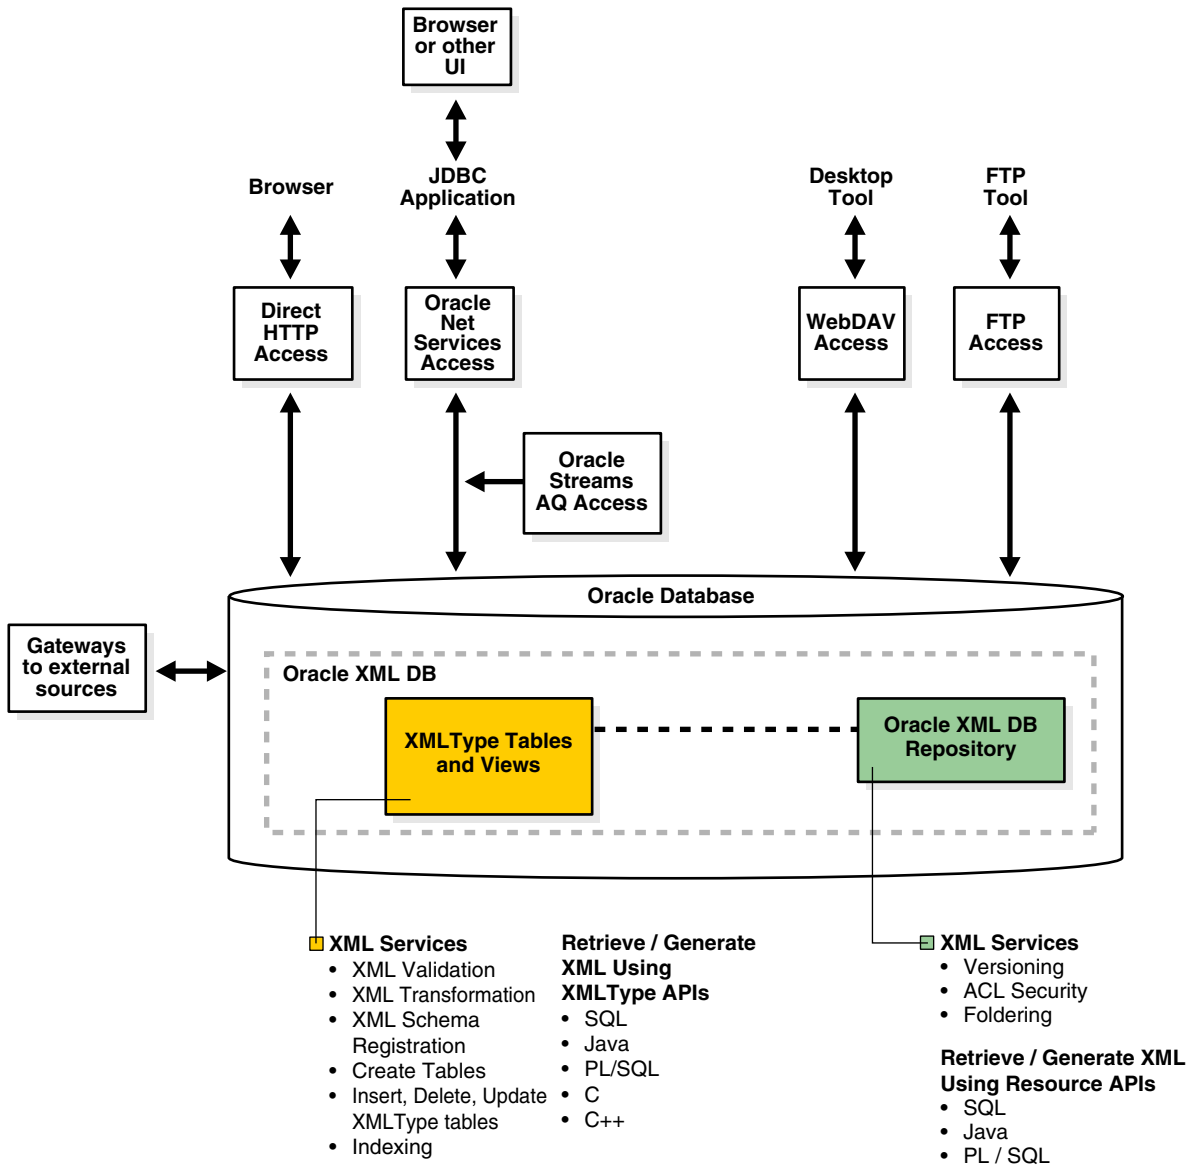 Browser
or other
UI
Browser
JDBC
Application
Desktop
Tool
FTP
Tool
Direct
HTTP
Access
Oracle
Net
Services
Access
WebDAV
Access
FTP
Access
Oracle
Streams
AQ Access
Oracle Database
Gateways
to external
sources
Oracle XML DB
XMLType Tables
and Views
Oracle XML DB
Repository
XML Services
• XML Validation
• XML Transformation
• XML Schema
Registration
• Create Tables
• Insert, Delete, Update
XMLType tables
• Indexing
Retrieve / Generate
XML Using
XMLType APIs
• SQL
• Java
• PL/SQL
• C
• C++
XML Services
• Versioning
• ACL Security
• Foldering
Retrieve / Generate XML
Using Resource APIs
• SQL
• Java
• PL / SQL